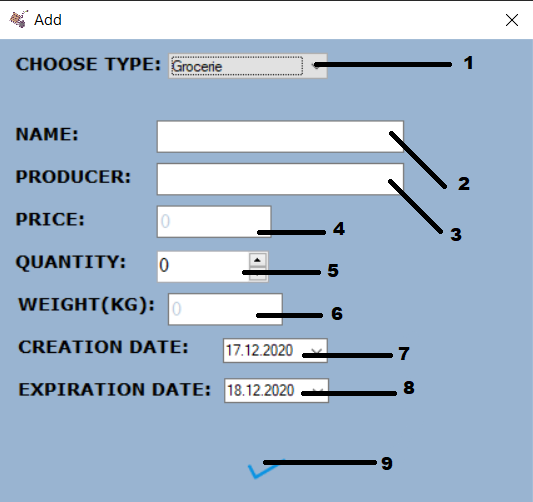 Add
CHOOSE TYPE: Grocerie 1
NAME: 2
PRODUCER: 3
PRICE: 0 4
QUANTITY: 0 5
WEIGHT(KG): 0 6
CREATION DATE: 17.12.2020 7
EXPIRATION DATE: 18.12.2020 8
9